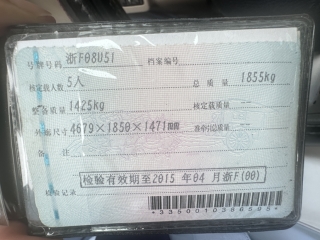 号牌号码 浙F08U51 档案编号
核定载人数 5人 总质量 1855kg
整备质量 1425kg 核定载质量 --
外廓尺寸 4679×1850×1471mm 准牵引总质量 --
备注
检验有效期至2015年04月浙F(00)
检验记录